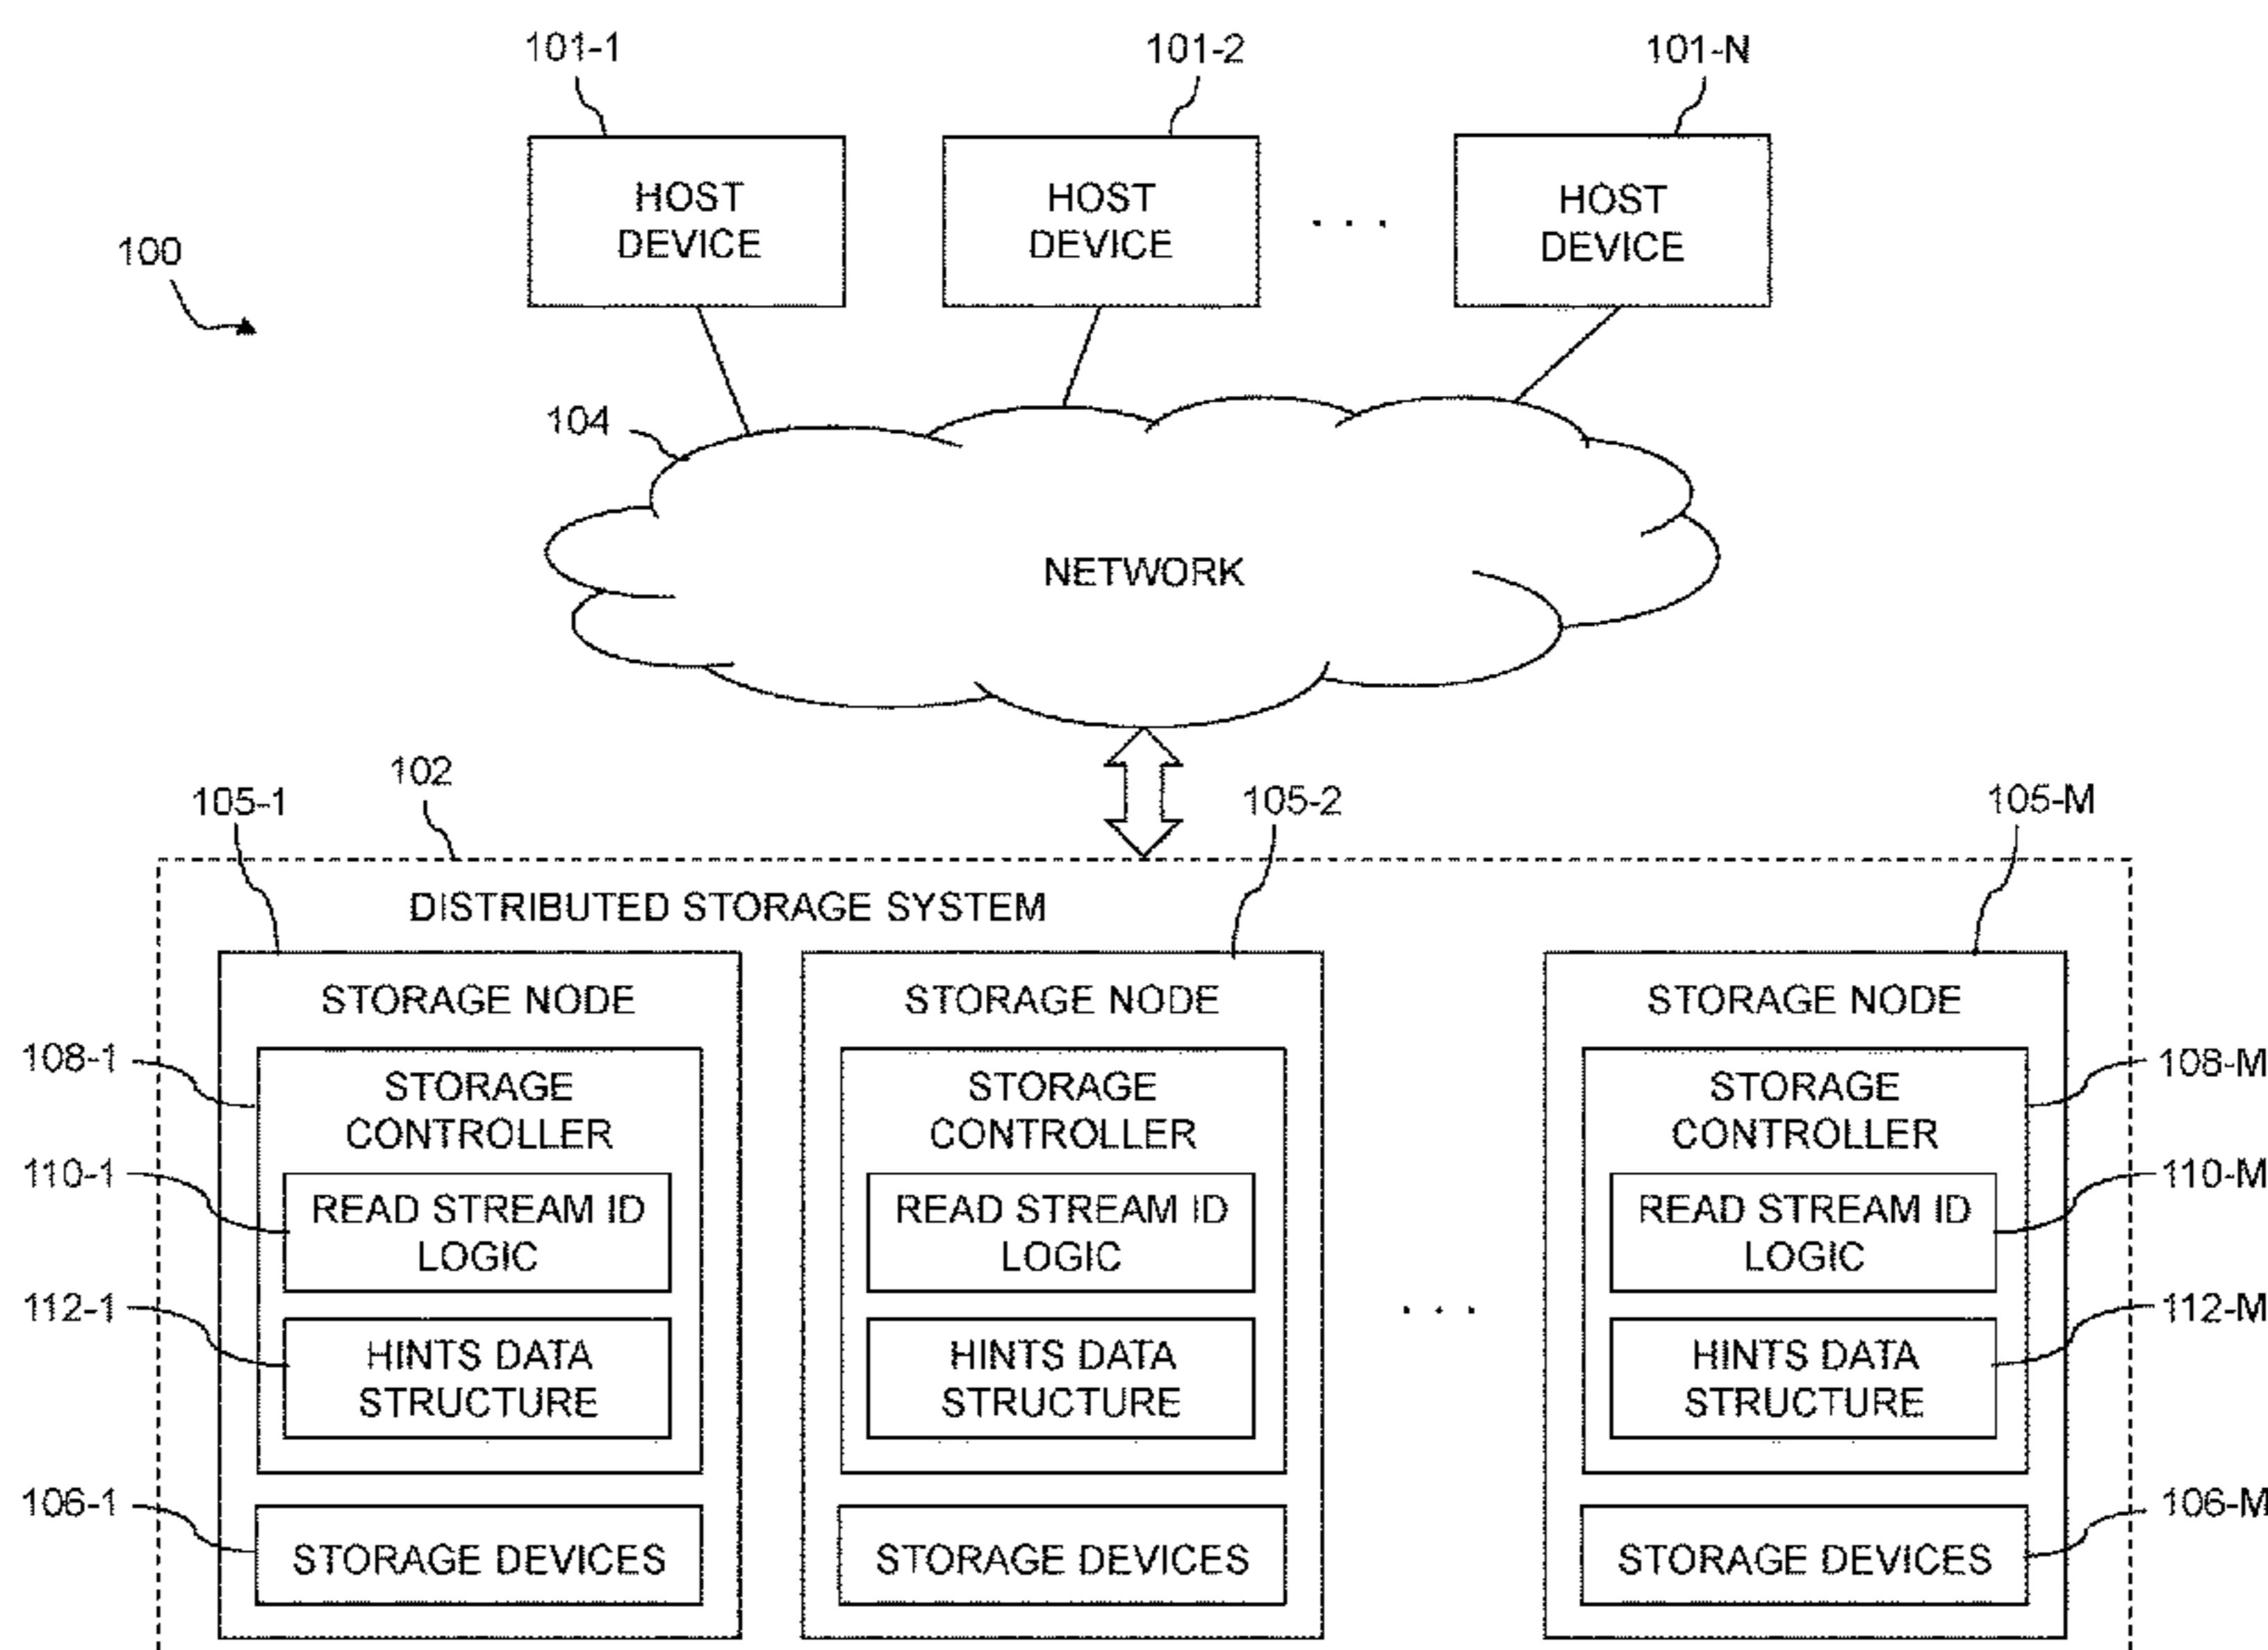 101-1
101-2
101-N
HOST
DEVICE
HOST
DEVICE
. . .
HOST
DEVICE
100
104
NETWORK
102
105-1
105-2
105-M
DISTRIBUTED STORAGE SYSTEM
STORAGE NODE
STORAGE NODE
STORAGE NODE
108-1
STORAGE
CONTROLLER
STORAGE
CONTROLLER
STORAGE
CONTROLLER
108-M
110-1
READ STREAM ID
LOGIC
READ STREAM ID
LOGIC
READ STREAM ID
LOGIC
110-M
112-1
HINTS DATA
STRUCTURE
HINTS DATA
STRUCTURE
. . .
HINTS DATA
STRUCTURE
112-M
106-1
STORAGE DEVICES
STORAGE DEVICES
STORAGE DEVICES
106-M